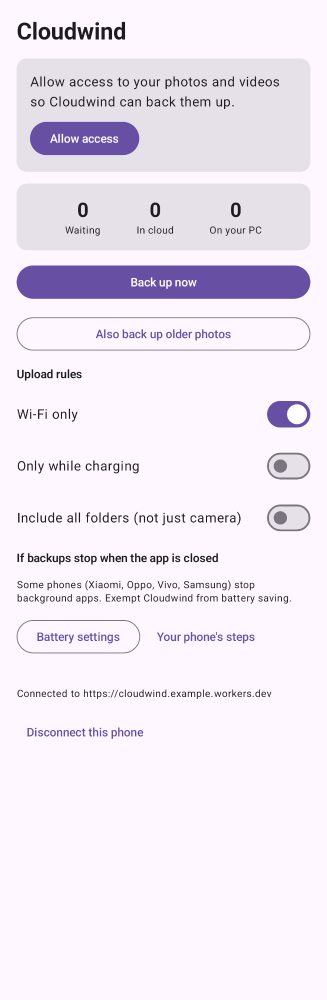 Cloudwind
Allow access to your photos and videos
so Cloudwind can back them up.
Allow access
0
Waiting
0
In cloud
0
On your PC
Back up now
Also back up older photos
Upload rules
Wi-Fi only
Only while charging
Include all folders (not just camera)
If backups stop when the app is closed
Some phones (Xiaomi, Oppo, Vivo, Samsung) stop
background apps. Exempt Cloudwind from battery saving.
Battery settings
Your phone's steps
Connected to https://cloudwind.example.workers.dev
Disconnect this phone